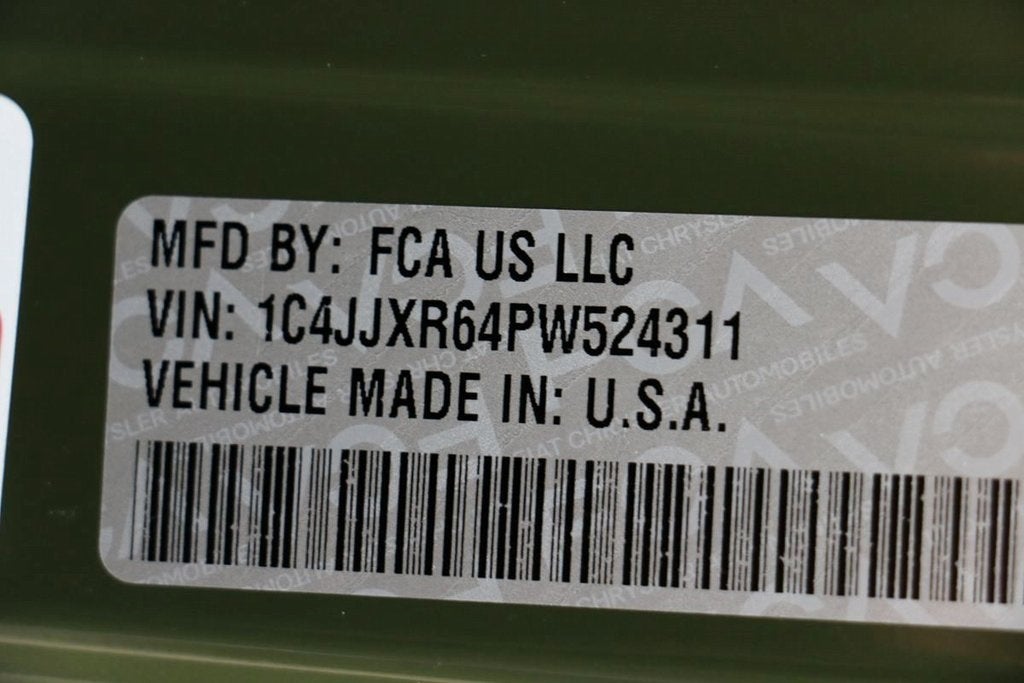 MFD BY: FCA US LLC
VIN: 1C4JJXR64PW524311
VEHICLE MADE IN: U.S.A.